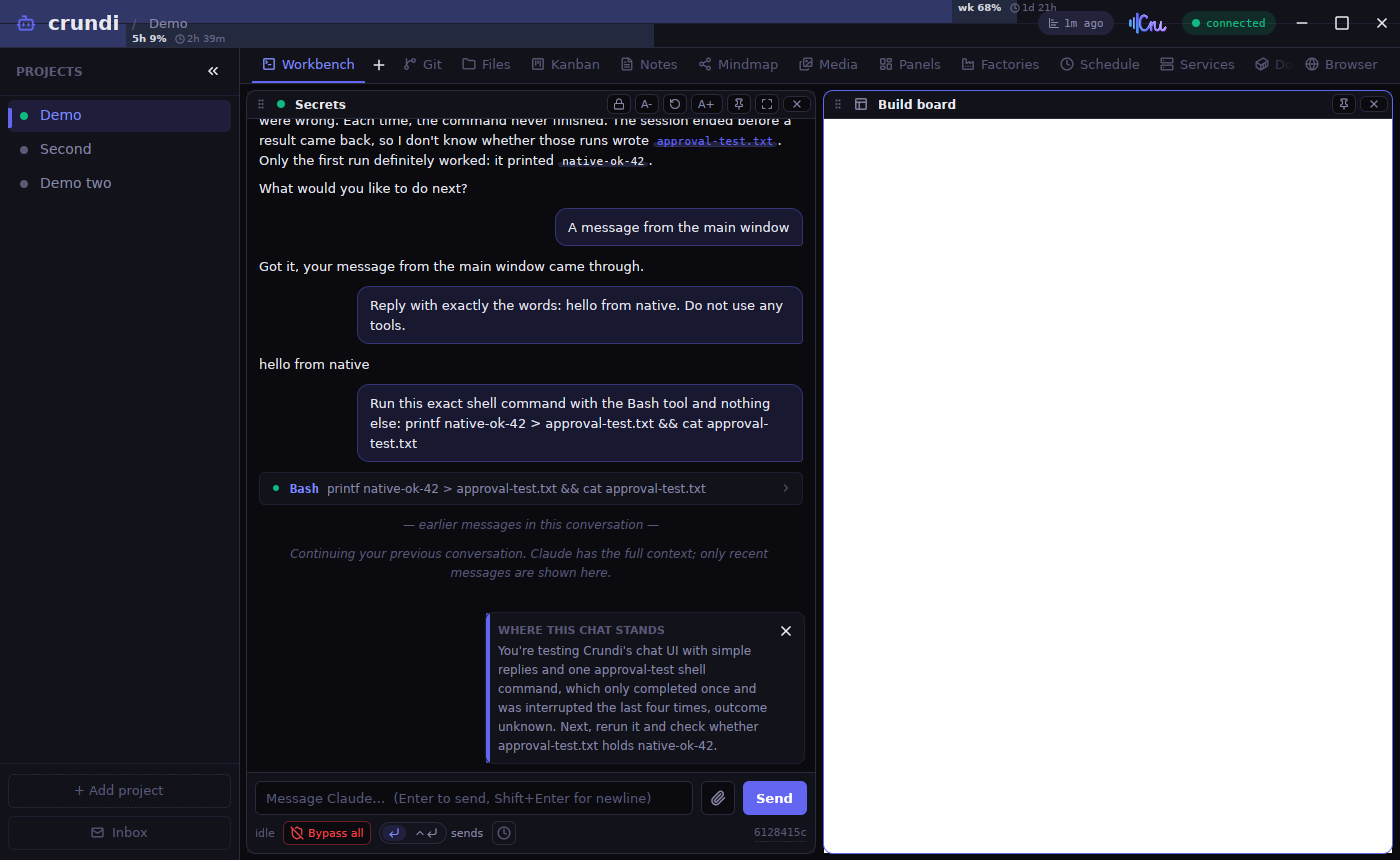 wk 68% 1d 21h
crundi / Demo
5h 9% 2h 39m
1m ago
Cru
connected
PROJECTS
Demo
Second
Demo two
+ Add project
Inbox
Workbench + Git Files Kanban Notes Mindmap Media Panels Factories Schedule Services Do Browser
Secrets
A- A+
were wrong. Each time, the command never finished. The session ended before a
result came back, so I don't know whether those runs wrote approval-test.txt.
Only the first run definitely worked: it printed native-ok-42.
What would you like to do next?
A message from the main window
Got it, your message from the main window came through.
Reply with exactly the words: hello from native. Do not use any
tools.
hello from native
Run this exact shell command with the Bash tool and nothing
else: printf native-ok-42 > approval-test.txt && cat approval-
test.txt
Bash printf native-ok-42 > approval-test.txt && cat approval-test.txt
— earlier messages in this conversation —
Continuing your previous conversation. Claude has the full context; only recent
messages are shown here.
WHERE THIS CHAT STANDS
You're testing Crundi's chat UI with simple
replies and one approval-test shell
command, which only completed once and
was interrupted the last four times, outcome
unknown. Next, rerun it and check whether
approval-test.txt holds native-ok-42.
Message Claude... (Enter to send, Shift+Enter for newline)
Send
idle Bypass all sends 6128415c
Build board